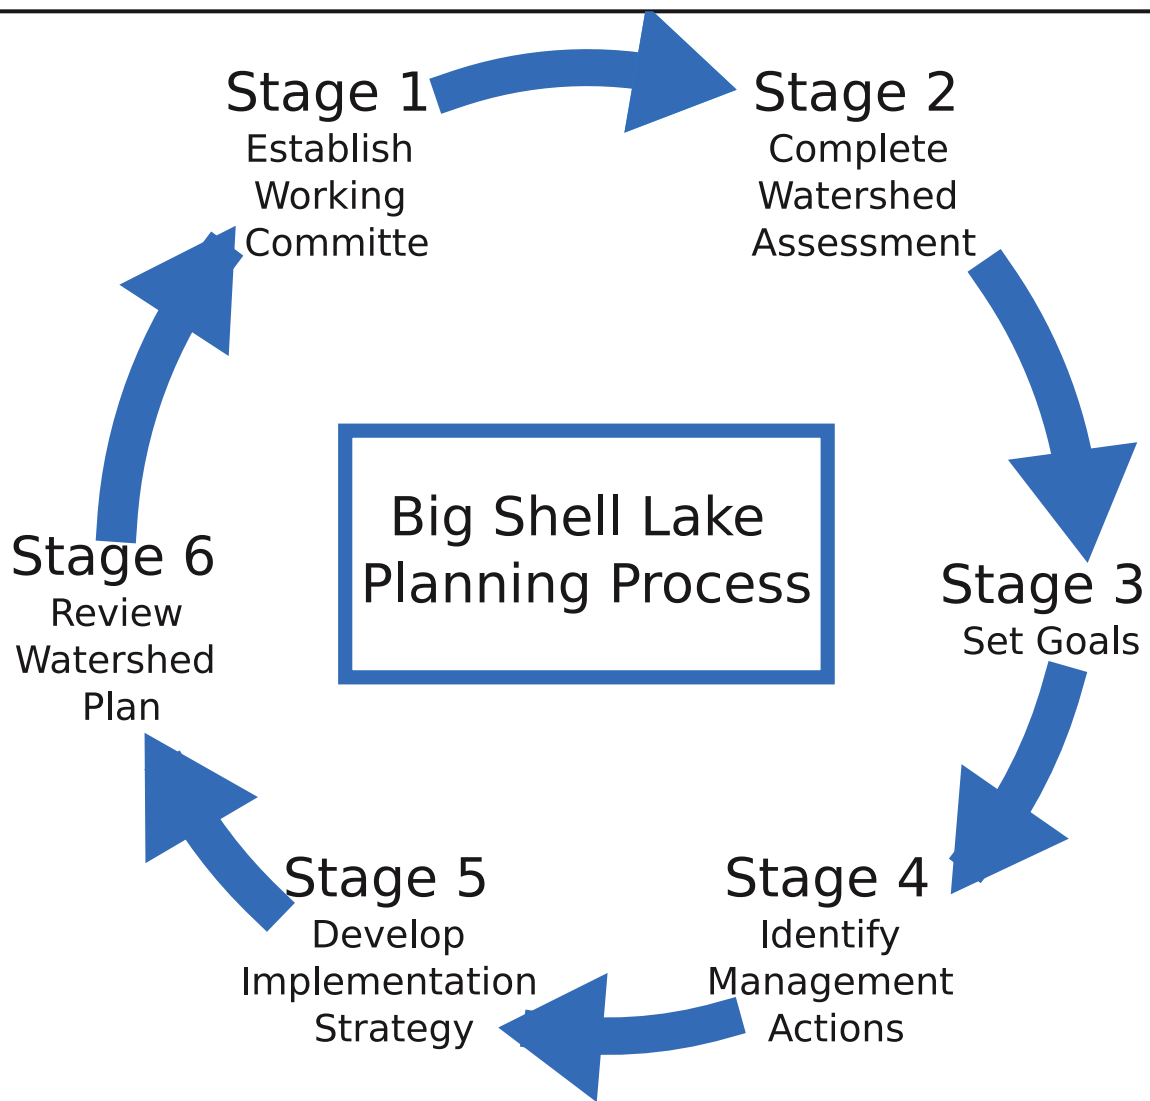 Stage 1
Establish
Working
Committe
Stage 2
Complete
Watershed
Assessment
Stage 3
Set Goals
Stage 4
Identify
Management
Actions
Stage 5
Develop
Implementation
Strategy
Stage 6
Review
Watershed
Plan
Big Shell Lake
Planning Process